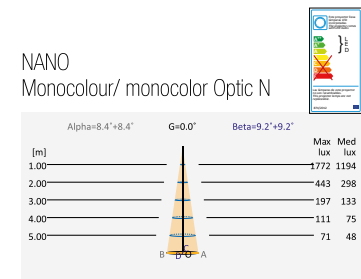 NANO
Monocolour/ monocolor Optic N
Alpha=8.4°+8.4° G=0.0° Beta=9.2°+9.2°
Max Med
lux lux
[m]
1.00 1772 1194
2.00 443 298
3.00 197 133
4.00 111 75
5.00 71 48
B D C O A
L
E
D